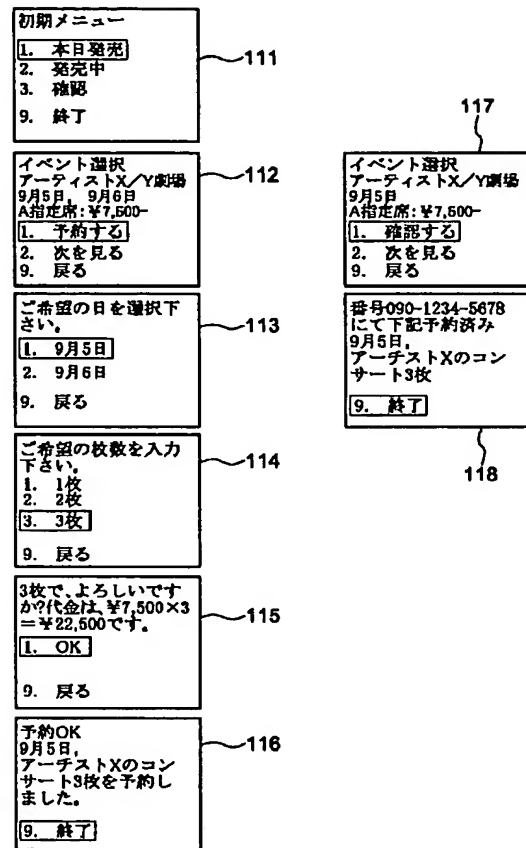 初期メニュー
1. 本日発売
2. 発売中
3. 確認
9. 終了
111
イベント選択
アーティストX/Y劇場
9月5日, 9月6日
A指定席:¥7,500-
1. 予約する
2. 次を見る
9. 戻る
112
ご希望の日を選択下
さい。
1. 9月5日
2. 9月6日
9. 戻る
113
ご希望の枚数を入力
下さい。
1. 1枚
2. 2枚
3. 3枚
9. 戻る
114
3枚で、よろしいです
か?代金は、¥7,500×3
=¥22,500です。
1. OK
9. 戻る
115
予約OK
9月5日,
アーチストXのコン
サート3枚を予約し
ました。
9. 終了
116
117
イベント選択
アーティストX/Y劇場
9月5日
A指定席:¥7,500-
1. 確認する
2. 次を見る
9. 戻る
番号090-1234-5678
にて下記予約済み
9月5日,
アーチストXのコン
サート3枚
9. 終了
118